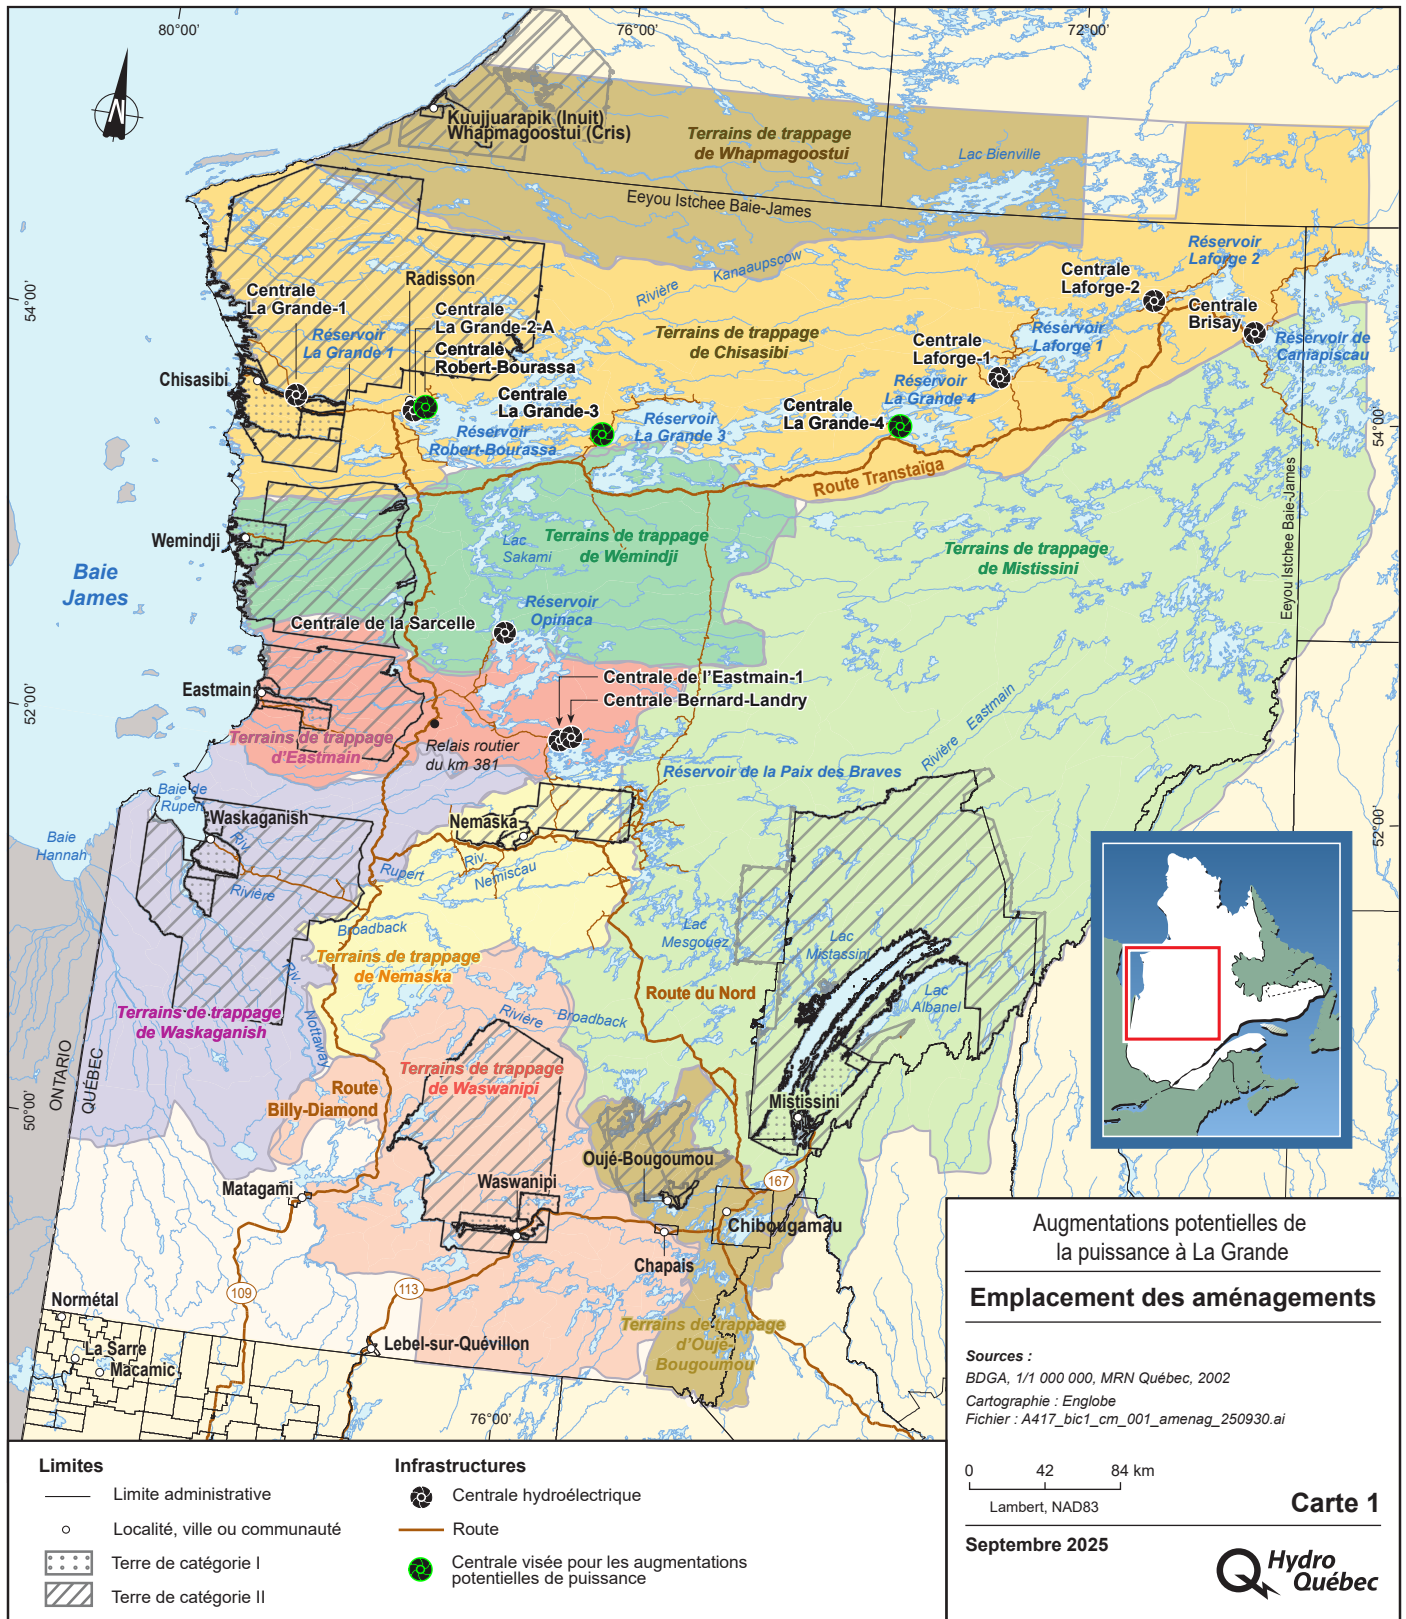 80°00'
76°00'
72°00'
N
Kuujjuarapik (Inuit)
Whapmagoostui (Cris)
Terrains de trappage
de Whapmagoostui
Lac Bienville
Eeyou Istchee Baie-James
Réservoir
Laforge 2
Rivière
Kanaaupscow
Radisson
Centrale
Laforge-2
54°00'
Centrale
La Grande-1
Centrale
La Grande-2-A
Centrale
Brisay
Réservoir
La Grande 1
Terrains de trappage
de Chisasibi
Centrale
Laforge-1
Réservoir
Laforge 1
Réservoir de
Caniapiscau
Centrale
Robert-Bourassa
Chisasibi
Centrale
La Grande-3
Réservoir
La Grande 4
Centrale
La Grande-4
Réservoir
La Grande 3
54°00'
Réservoir
Robert-Bourassa
Route Transtaïga
Eeyou Istchee Baie-James
Wemindji
Lac
Sakami
Terrains de trappage
de Wemindji
Terrains de trappage
de Mistissini
Baie
James
Réservoir
Opinaca
Centrale de la Sarcelle
52°00'
Eastmain
Centrale de l'Eastmain-1
Centrale Bernard-Landry
Rivière
Eastmain
Terrains de trappage
d'Eastmain
Relais routier
du km 381
Réservoir de la Paix des Braves
Baie de
Rupert
Waskaganish
Nemaska
52°00'
Baie
Hannah
Riv.
Rivière
Rupert
Riv.
Nemiscau
Lac
Mesgouez
Lac
Mistassini
Broadback
Terrains de trappage
de Nemaska
Riv.
Nottaway
Route du Nord
Lac
Albanel
Terrains de trappage
de Waskaganish
Rivière
Broadback
ONTARIO
QUÉBEC
Terrains de trappage
de Waswanipi
Route
Billy-Diamond
50°00'
Mistissini
Oujé-Bougoumou
Matagami
Waswanipi
167
Chibougamau
Chapais
109
113
Normétal
La Sarre
Macamic
Lebel-sur-Quévillon
Terrains de trappage
d'Oujé-
Bougoumou
76°00'
Augmentations potentielles de
la puissance à La Grande
Emplacement des aménagements
Sources :
BDGA, 1/1 000 000, MRN Québec, 2002
Cartographie : Englobe
Fichier : A417_bic1_cm_001_amenag_250930.ai
0 42 84 km
Lambert, NAD83
Carte 1
Septembre 2025
Hydro
Québec
Limites
Limite administrative
Localité, ville ou communauté
Terre de catégorie I
Terre de catégorie II
Infrastructures
Centrale hydroélectrique
Route
Centrale visée pour les augmentations
potentielles de puissance